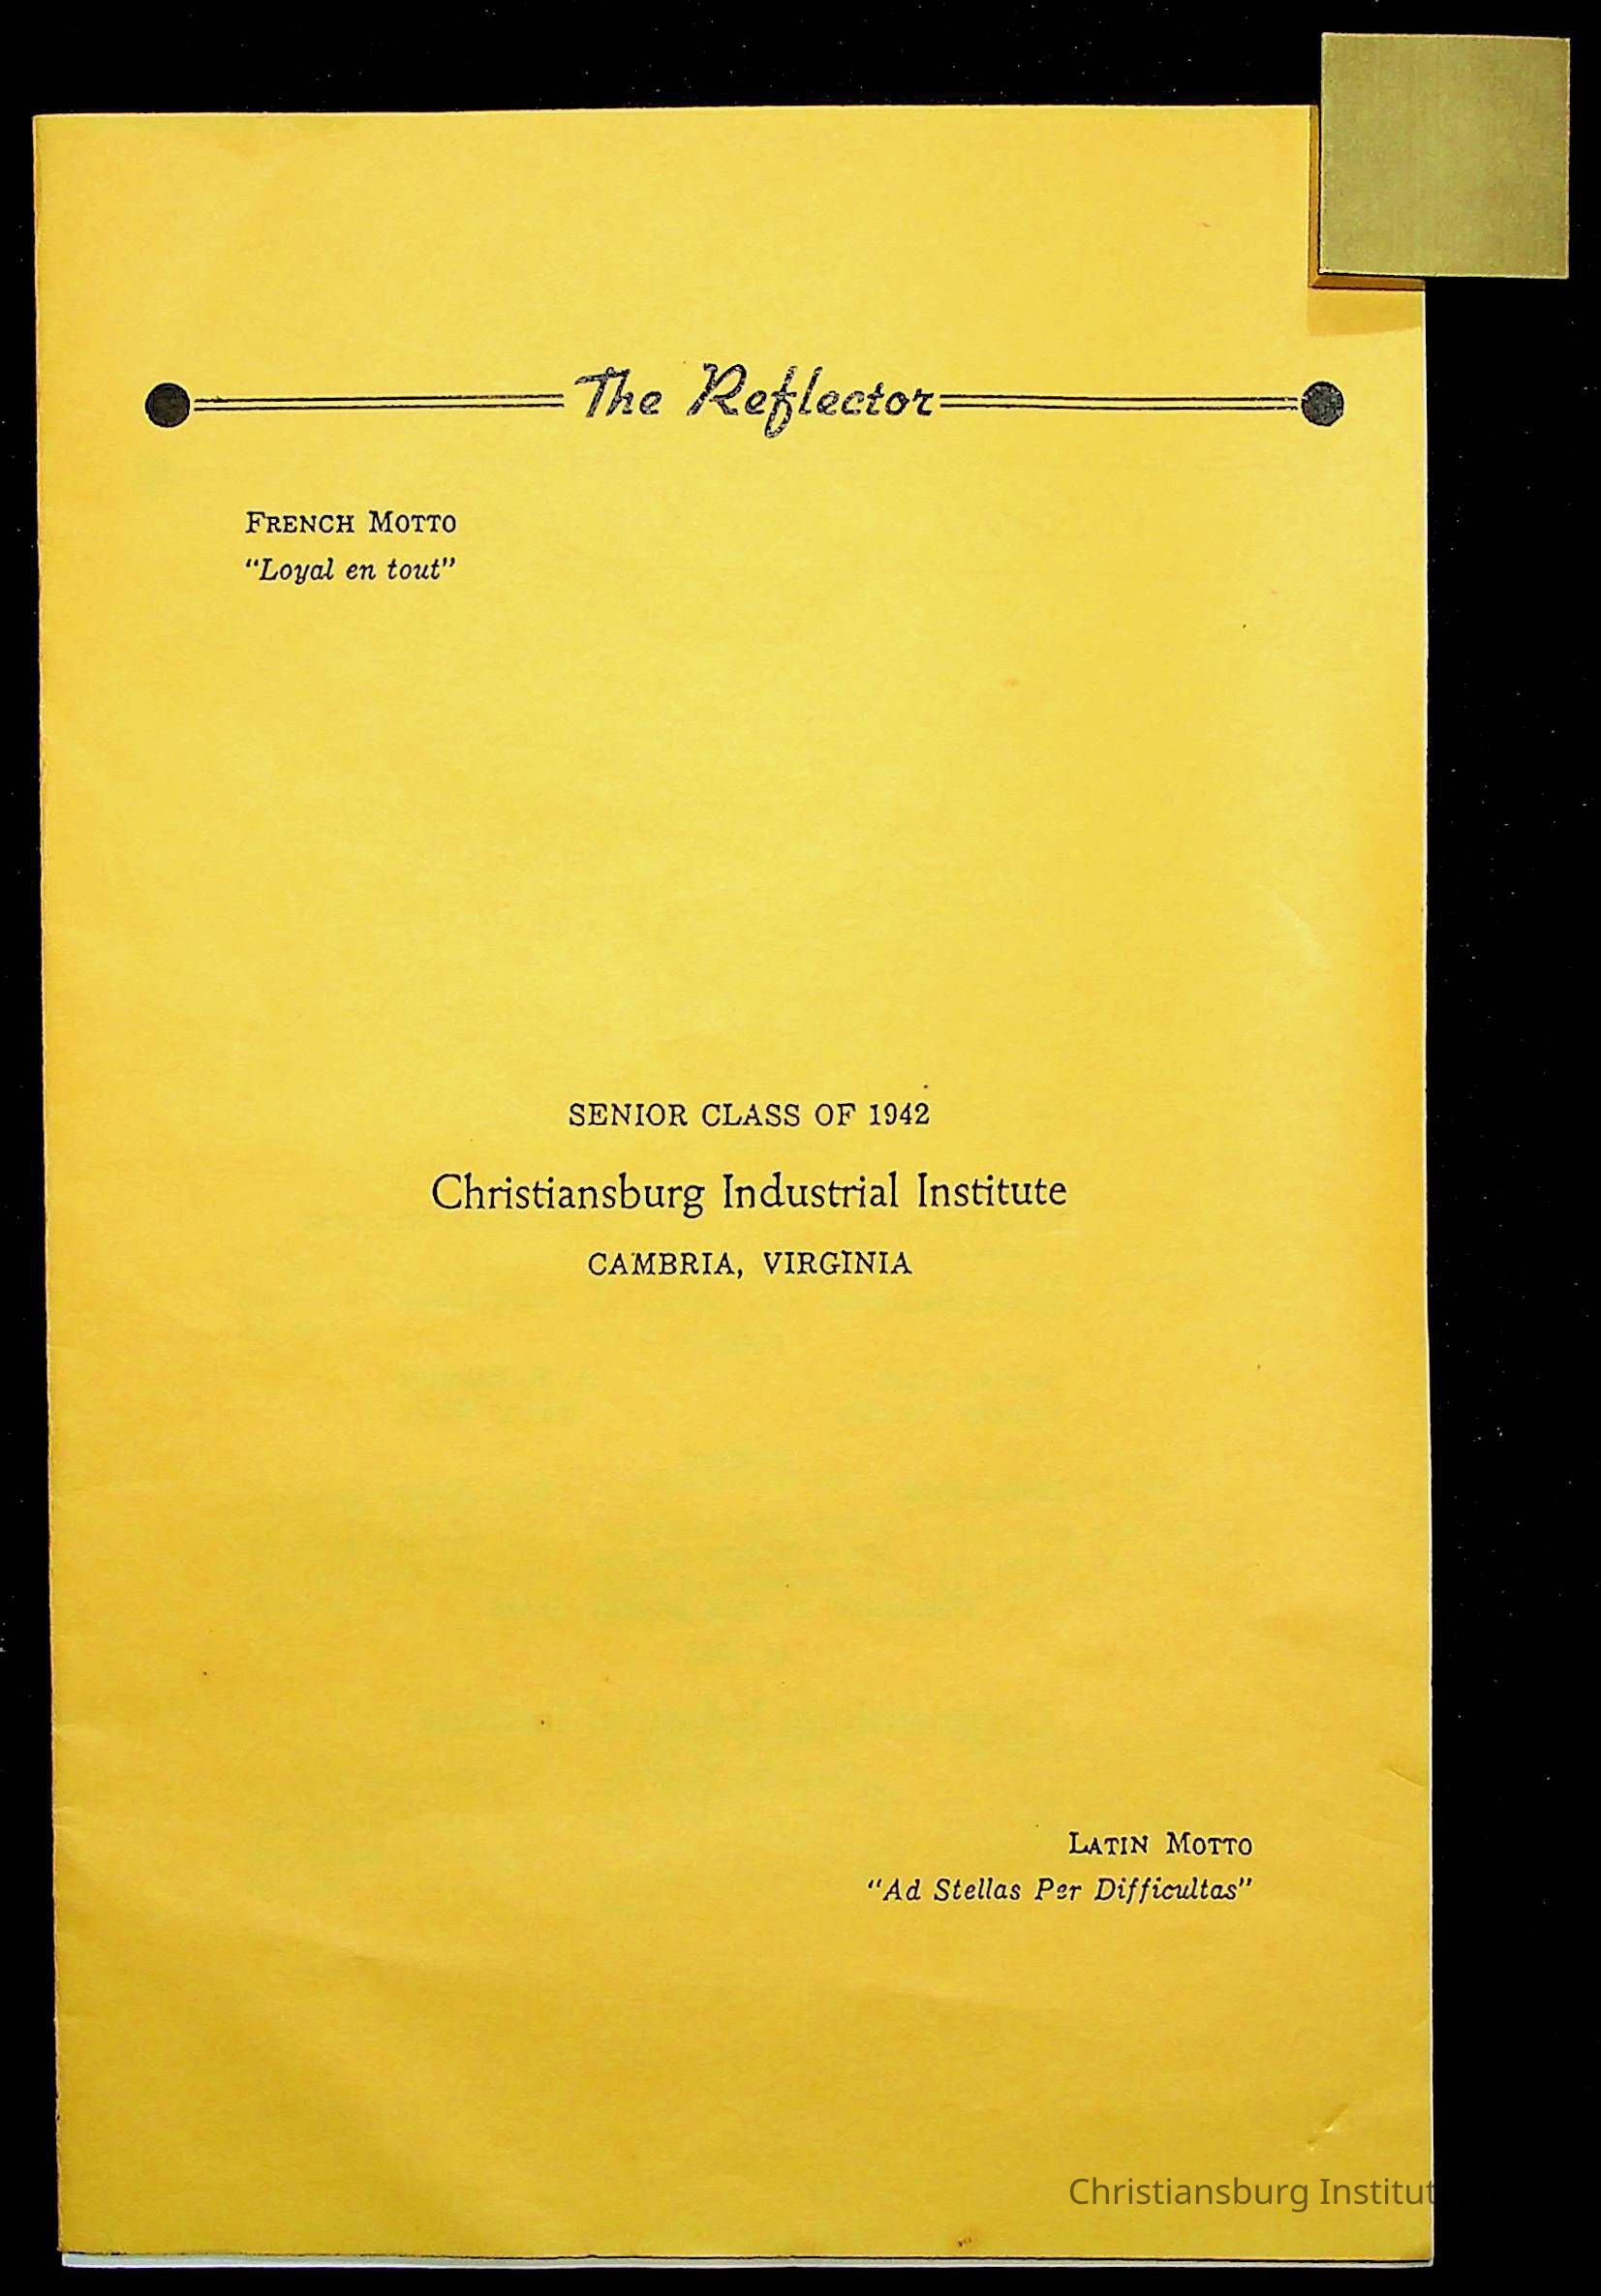 The Reflector
FRENCH MOTTO
"Loyal en tout"
SENIOR CLASS OF 1942
Christiansburg Industrial Institute
CAMBRIA, VIRGINIA
LATIN MOTTO
"Ad Stellas Per Difficultas"
Christiansburg Institut